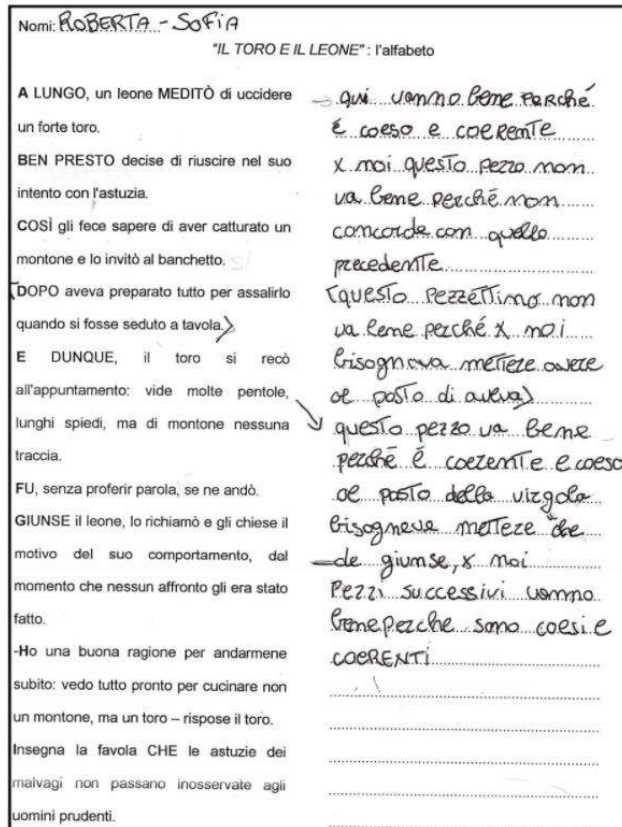 Nomi: ROBERTA - SOFIA
"IL TORO E IL LEONE" : l'alfabeto
A LUNGO, un leone MEDITÒ di uccidere
un forte toro.
BEN PRESTO decise di riuscire nel suo
intento con l'astuzia.
COSÌ gli fece sapere di aver catturato un
montone e lo invitò al banchetto.
(DOPO aveva preparato tutto per assalirlo
quando si fosse seduto a tavola.)
E DUNQUE, il toro si recò
all'appuntamento: vide molte pentole,
lunghi spiedi, ma di montone nessuna
traccia.
FU, senza proferir parola, se ne andò.
GIUNSE il leone, lo richiamò e gli chiese il
motivo del suo comportamento, dal
momento che nessun affronto gli era stato
fatto.
-Ho una buona ragione per andarmene
subito: vedo tutto pronto per cucinare non
un montone, ma un toro – rispose il toro.
Insegna la favola CHE le astuzie dei
malvagi non passano inosservate agli
uomini prudenti.
qui vanno bene perché
è coeso e coerente
x noi questo pezzo non
va bene perché non
concorda con quello
precedente
(questo pezzettino non
va bene perché x noi
bisognava mettere avere
al posto di aveva)
questo pezzo va bene
perché è coerente e coeso
al posto della virgola
bisogneva mettere che
de giunse, x noi
Pezzi successivi vanno
bene perche sono coesi e
COERENTI